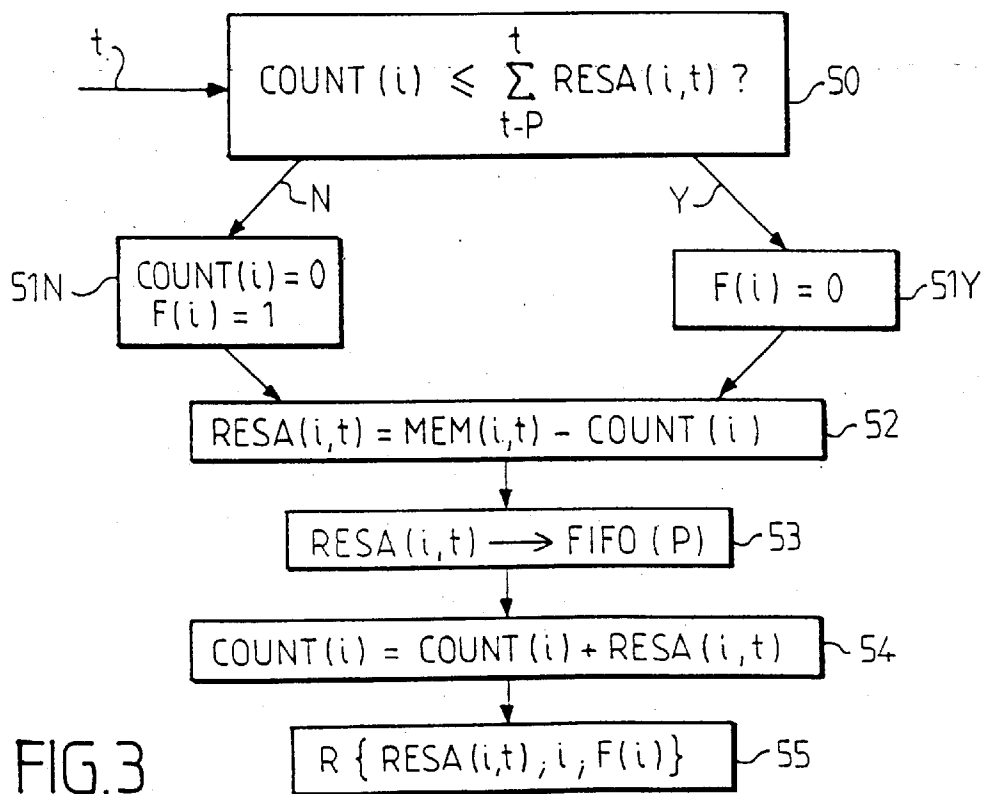 t
COUNT(i) ⩽ t Σ t-P RESA(i,t) ?
50
N
Y
51N
COUNT(i) = 0
F(i) = 1
F(i) = 0
51Y
RESA(i,t) = MEM(i,t) - COUNT(i)
52
RESA(i,t) ⟶ FIFO(P)
53
COUNT(i) = COUNT(i) + RESA(i,t)
54
R { RESA(i,t) ; i ; F(i) }
55
FIG.3